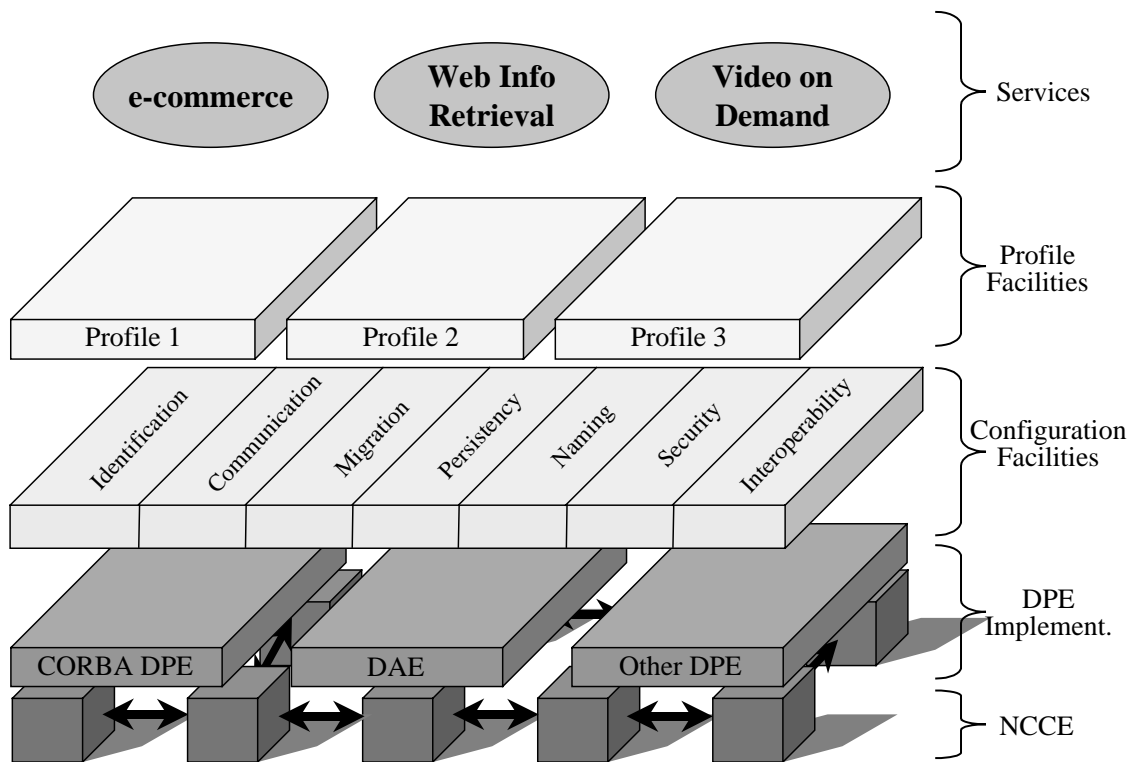 e-commerce
Web Info
Retrieval
Video on
Demand
Services
Profile 1
Profile 2
Profile 3
Profile
Facilities
Identification
Communication
Migration
Persistency
Naming
Security
Interoperability
Configuration
Facilities
CORBA DPE
DAE
Other DPE
DPE
Implement.
NCCE